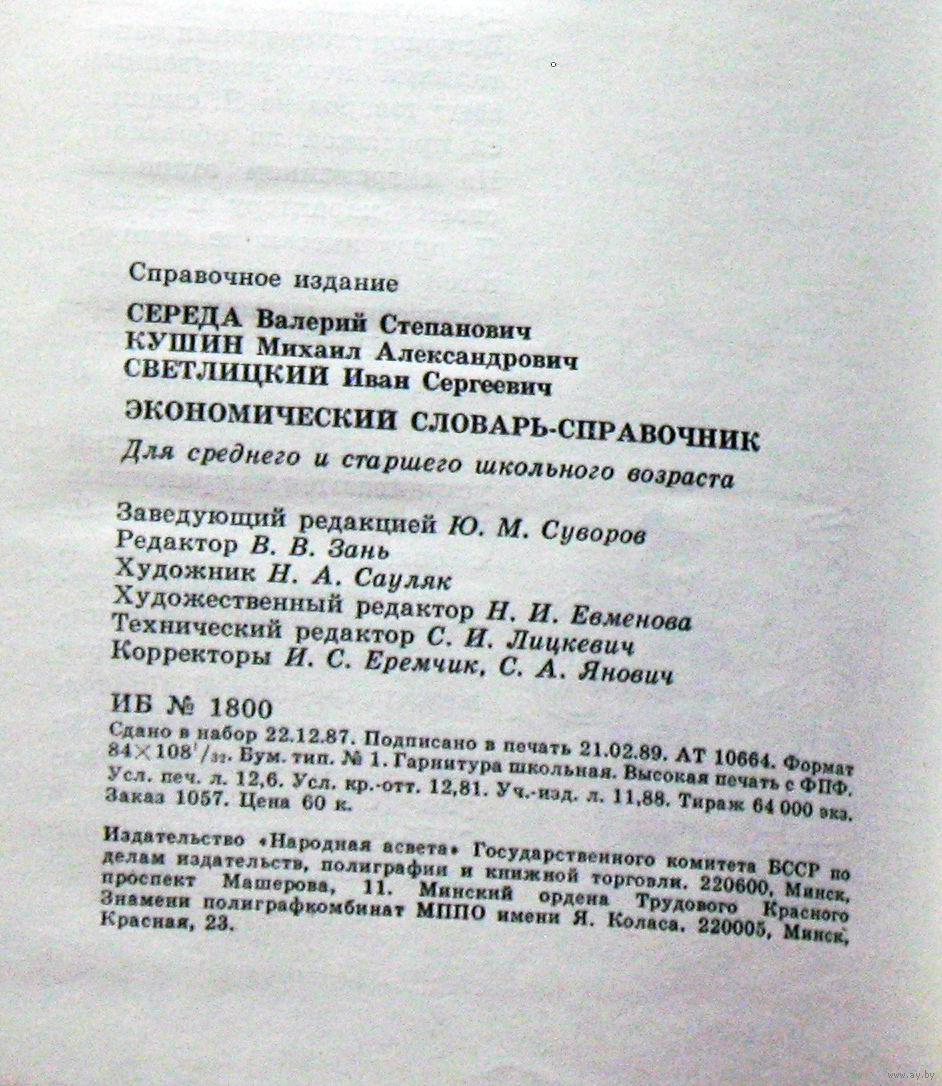 Справочное издание
СЕРЕДА Валерий Степанович
КУШИН Михаил Александрович
СВЕТЛИЦКИЙ Иван Сергеевич
ЭКОНОМИЧЕСКИЙ СЛОВАРЬ-СПРАВОЧНИК
Для среднего и старшего школьного возраста
Заведующий редакцией Ю. М. Суворов
Редактор В. В. Зань
Художник Н. А. Сауляк
Художественный редактор Н. И. Евменова
Технический редактор С. И. Лицкевич
Корректоры И. С. Еремчик, С. А. Янович
ИБ № 1800
Сдано в набор 22.12.87. Подписано в печать 21.02.89. АТ 10664. Формат
84×108¹/₃₂. Бум. тип. № 1. Гарнитура школьная. Высокая печать с ФПФ.
Усл. печ. л. 12,6. Усл. кр.-отт. 12,81. Уч.-изд. л. 11,88. Тираж 64 000 экз.
Заказ 1057. Цена 60 к.
Издательство «Народная асвета» Государственного комитета БССР по
делам издательств, полиграфии и книжной торговли. 220600, Минск,
проспект Машерова, 11. Минский ордена Трудового Красного
Знамени полиграфкомбинат МППО имени Я. Коласа. 220005, Минск,
Красная, 23.
www.ay.by